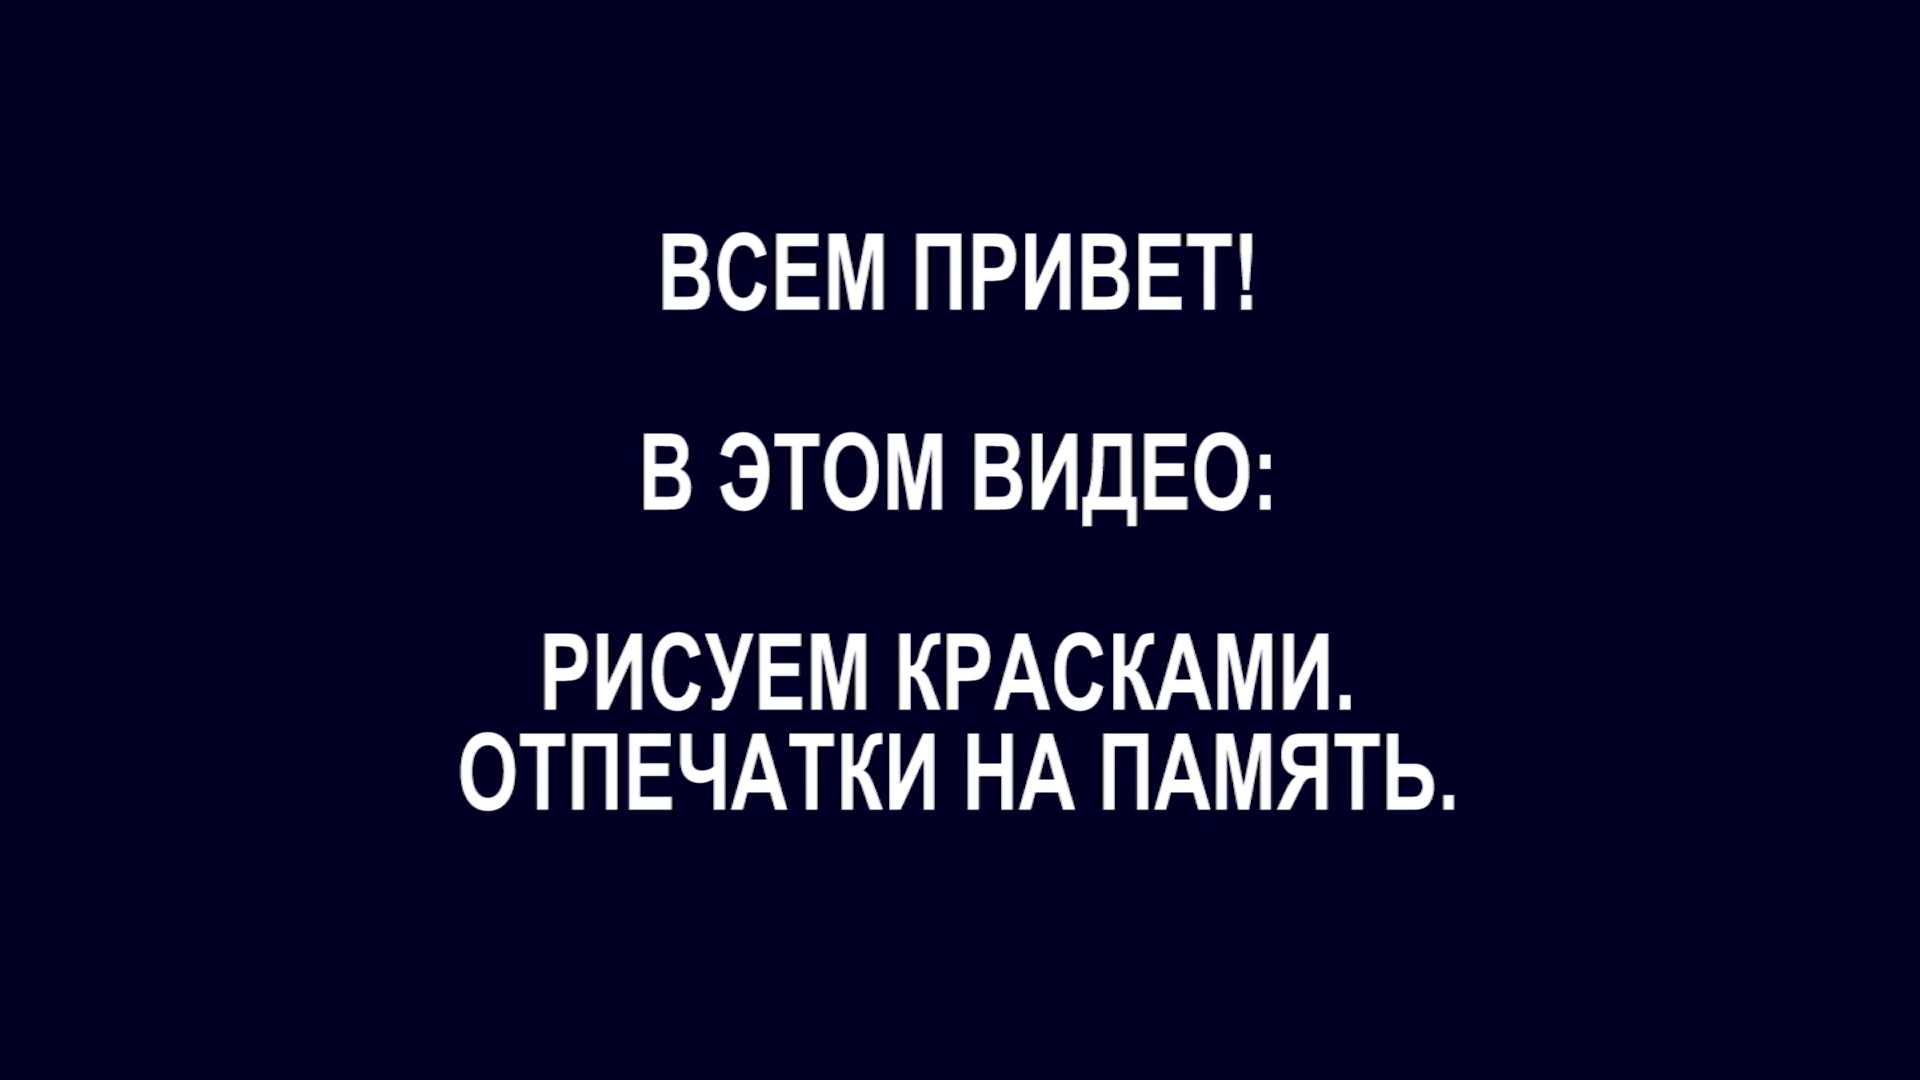 ВСЕМ ПРИВЕТ!
В ЭТОМ ВИДЕО:
РИСУЕМ КРАСКАМИ.
ОТПЕЧАТКИ НА ПАМЯТЬ.